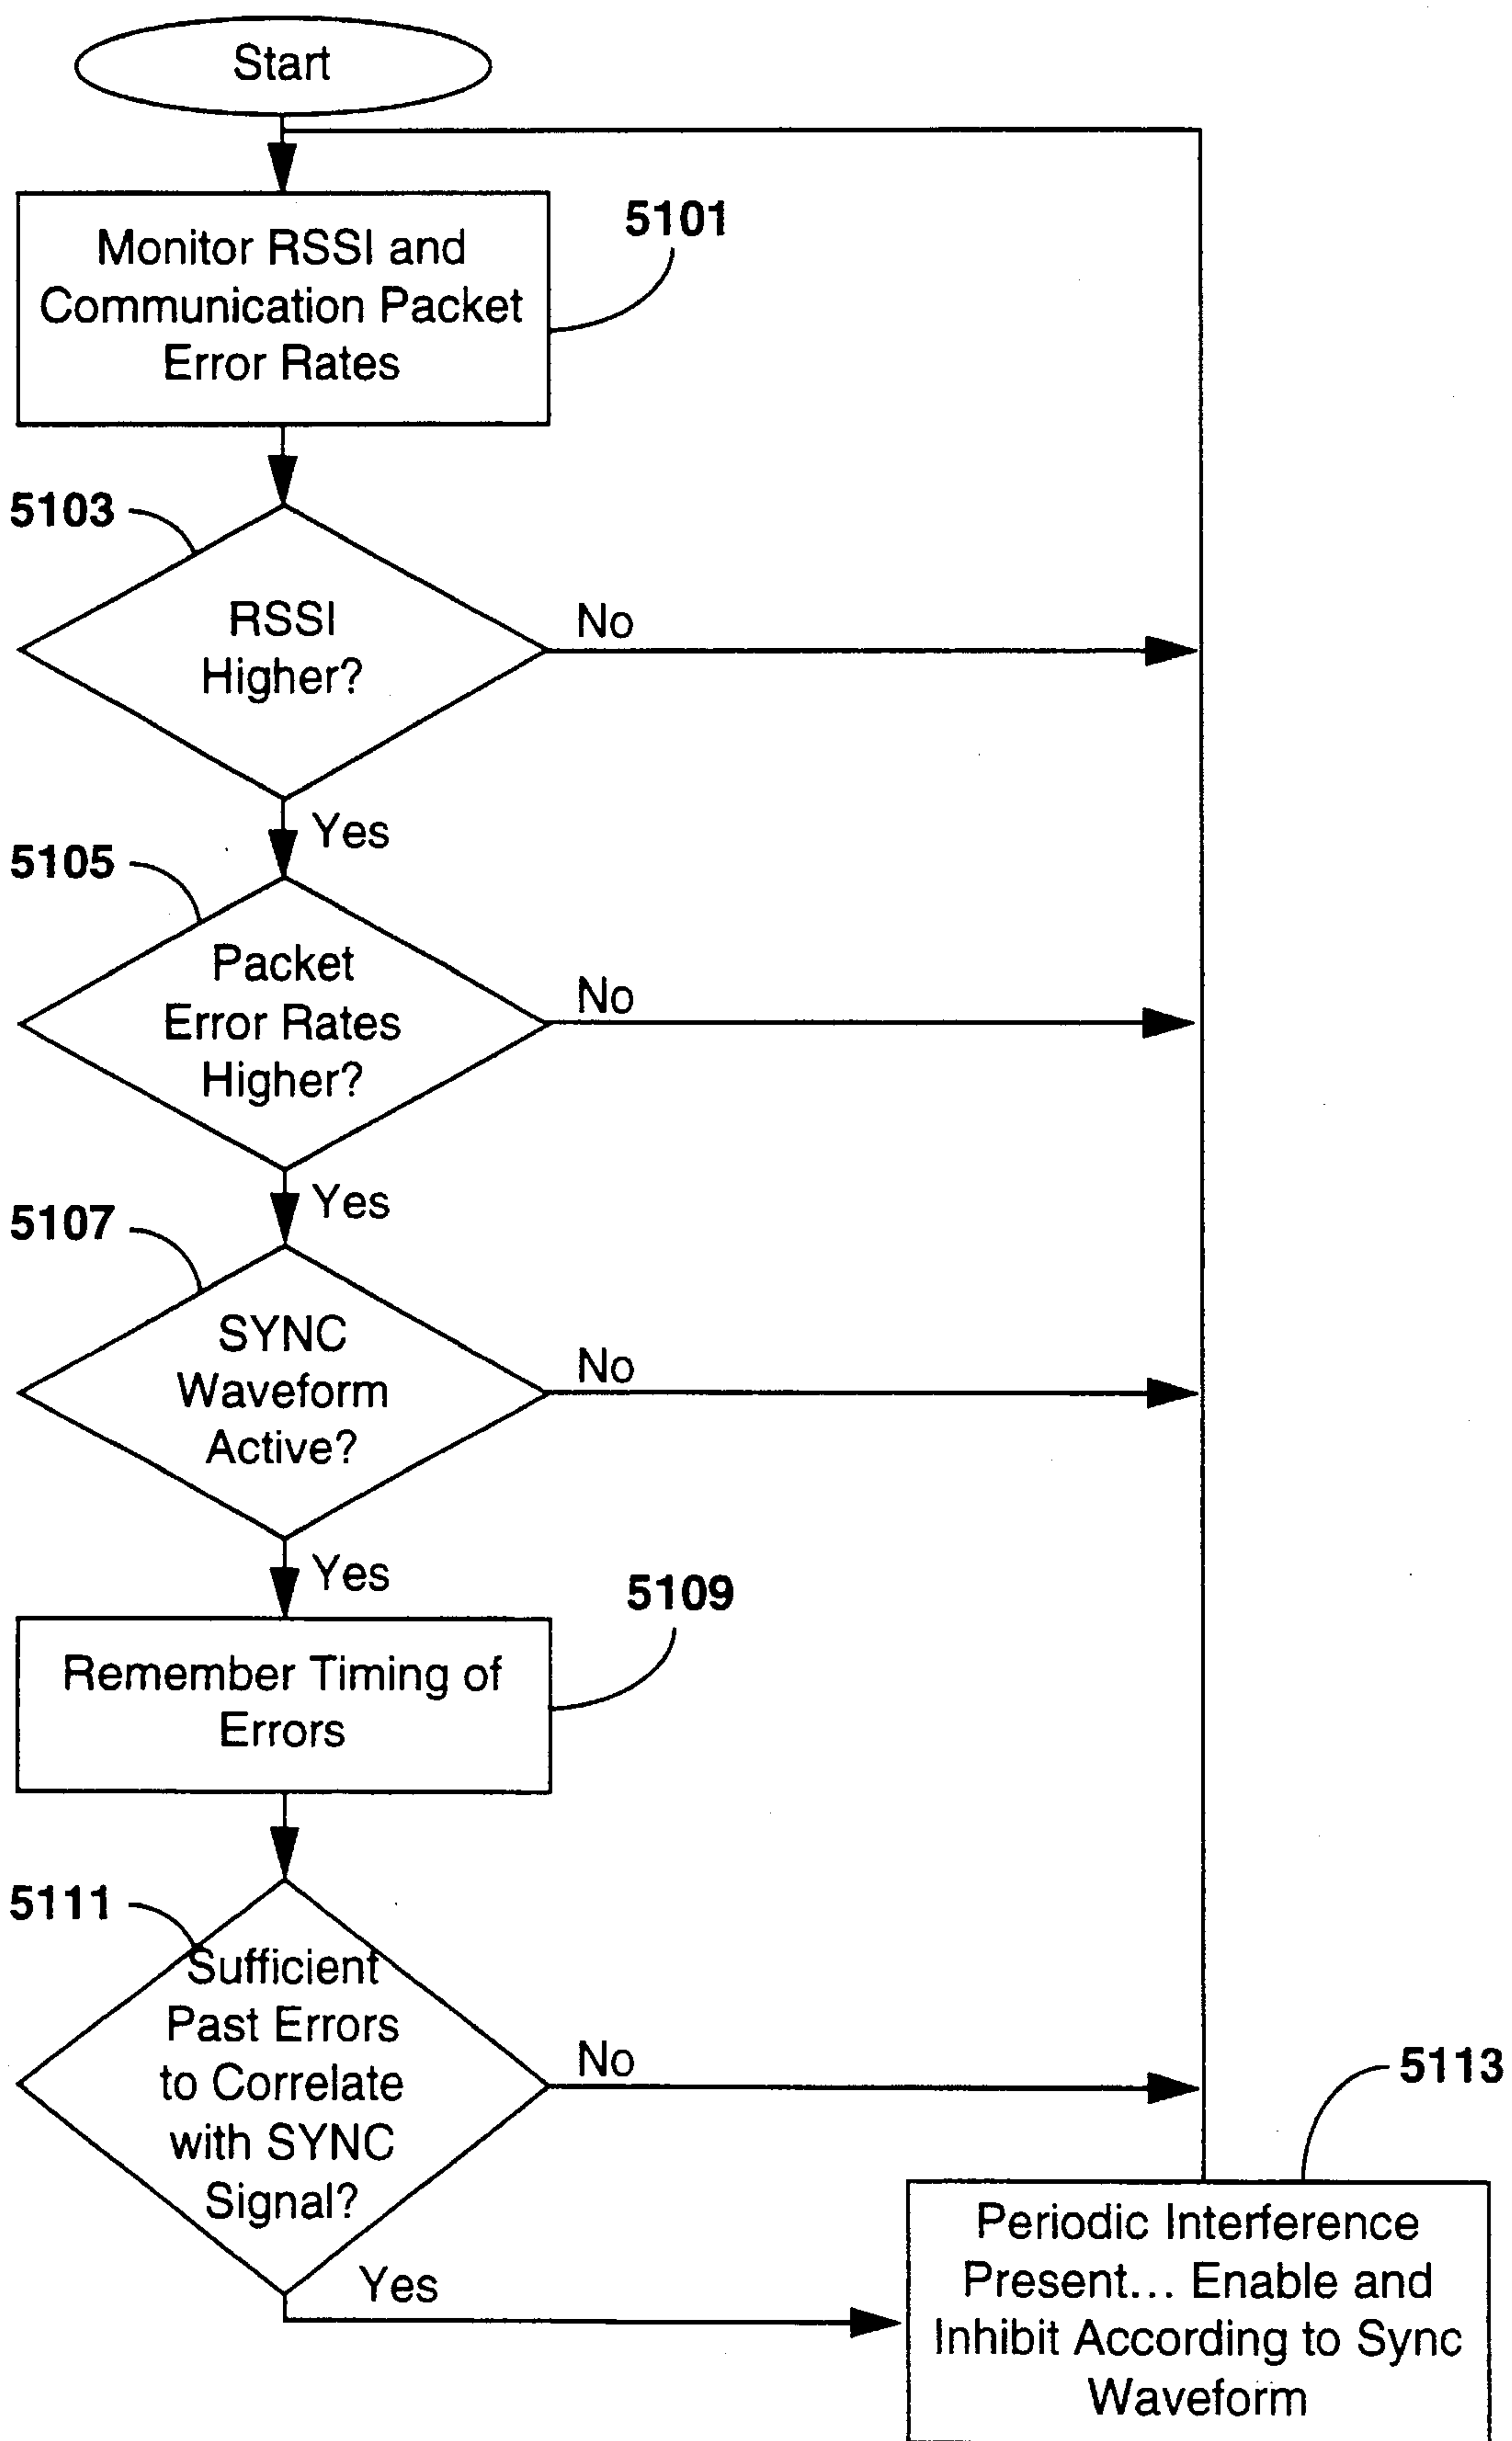 Start
5101
Monitor RSSI and
Communication Packet
Error Rates
5103
RSSI
Higher?
No
Yes
5105
Packet
Error Rates
Higher?
No
Yes
5107
SYNC
Waveform
Active?
No
Yes
5109
Remember Timing of
Errors
5111
Sufficient
Past Errors
to Correlate
with SYNC
Signal?
No
Yes
5113
Periodic Interference
Present... Enable and
Inhibit According to Sync
Waveform